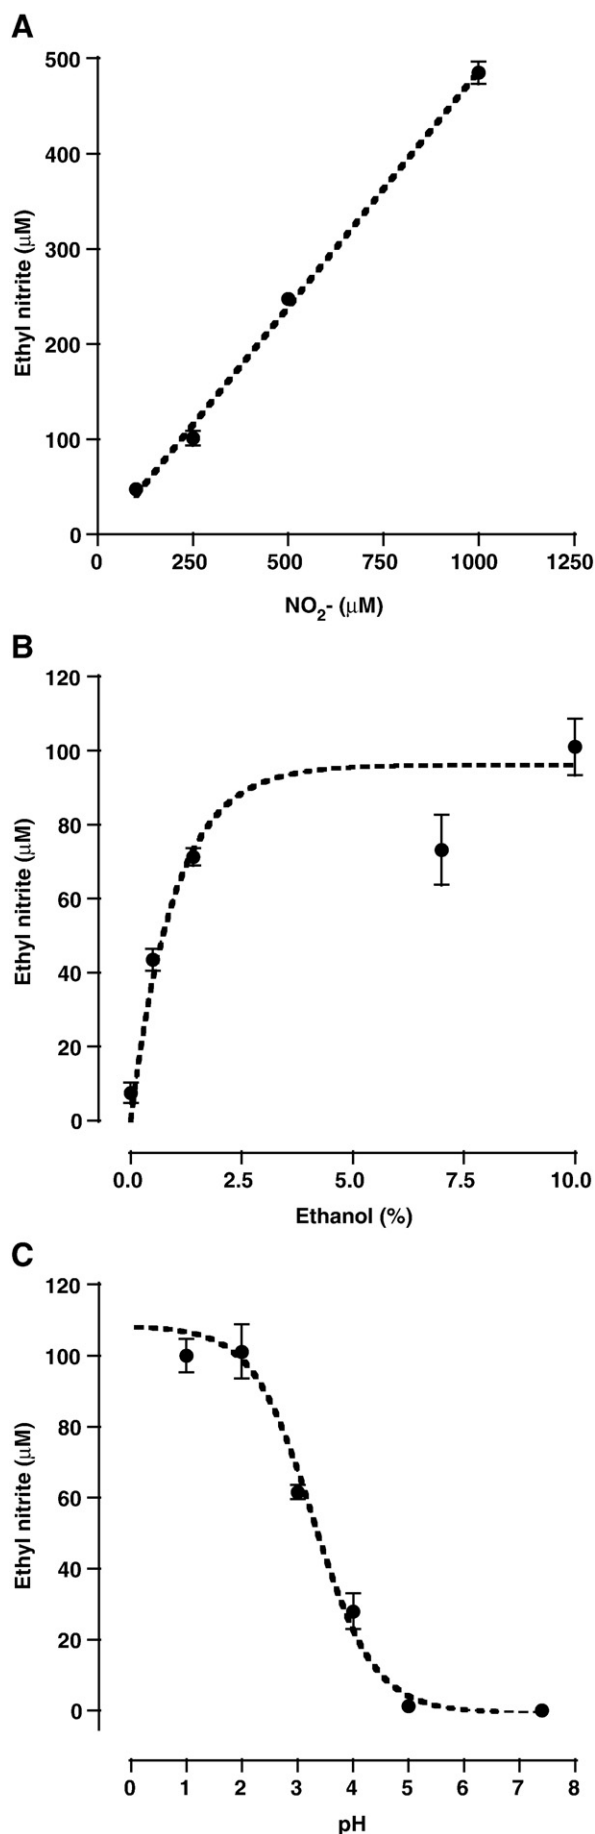 A
500
400
300
200
100
0
Ethyl nitrite (μM)
0 250 500 750 1000 1250
NO2- (μM)
B
120
100
80
60
40
20
0
Ethyl nitrite (μM)
0.0 2.5 5.0 7.5 10.0
Ethanol (%)
C
120
100
80
60
40
20
0
Ethyl nitrite (μM)
0 1 2 3 4 5 6 7 8
pH